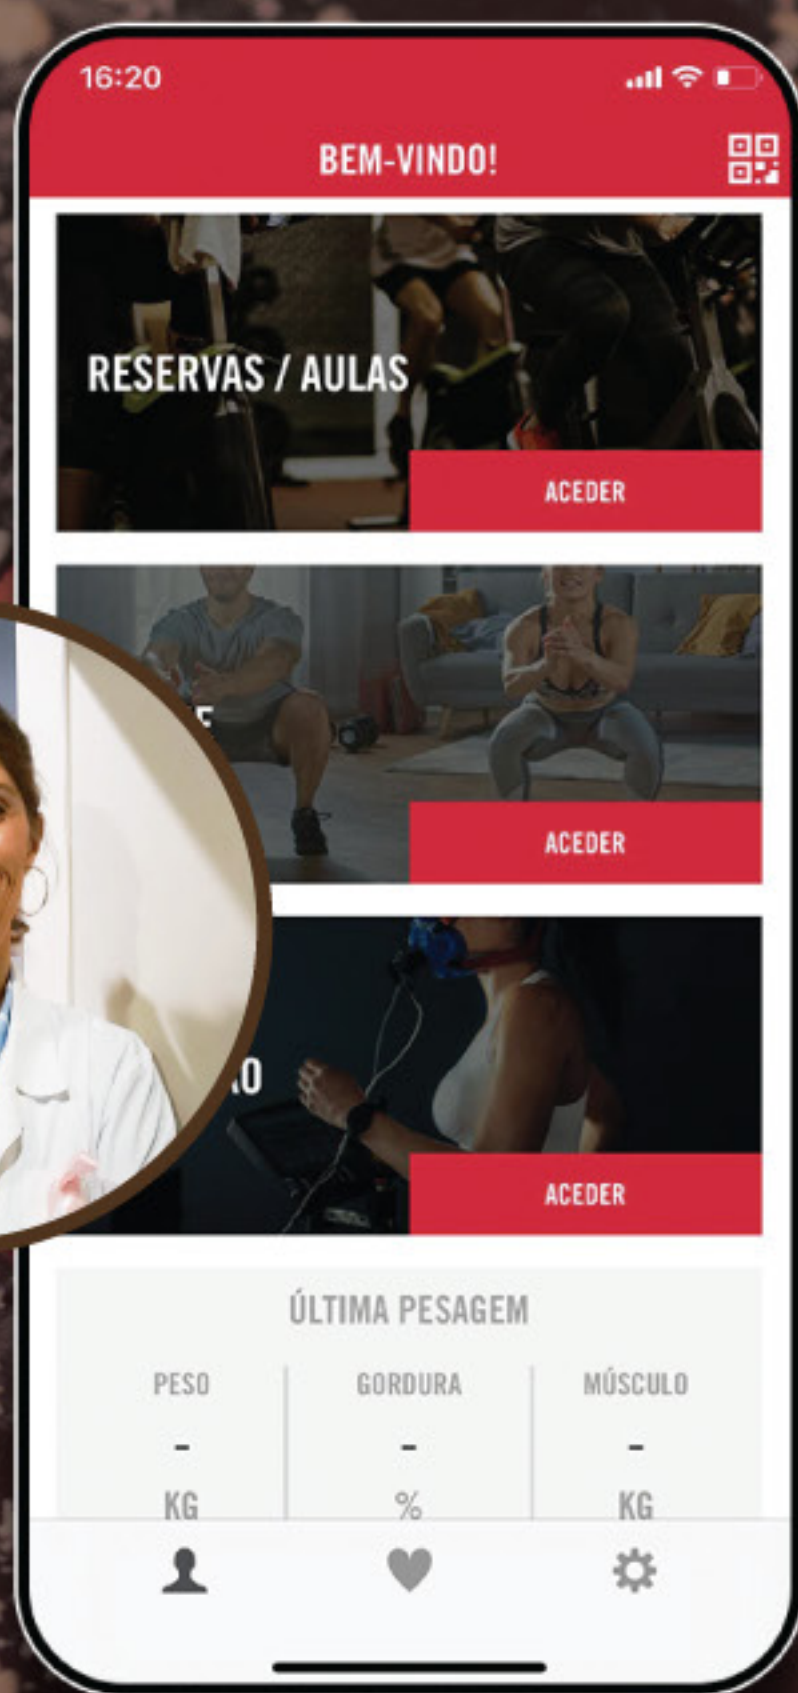 16:20
BEM-VINDO!
RESERVAS / AULAS
ACEDER
ACEDER
ACEDER
ÚLTIMA PESAGEM
PESO GORDURA MÚSCULO
- - -
KG % KG